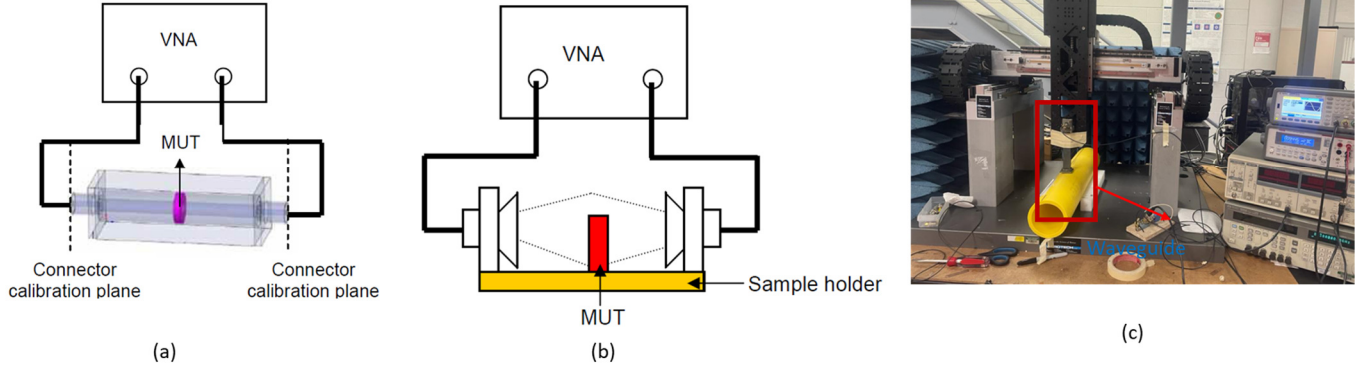 VNA
MUT
Connector
calibration plane
Connector
calibration plane
(a)
VNA
Sample holder
MUT
(b)
Waveguide
(c)